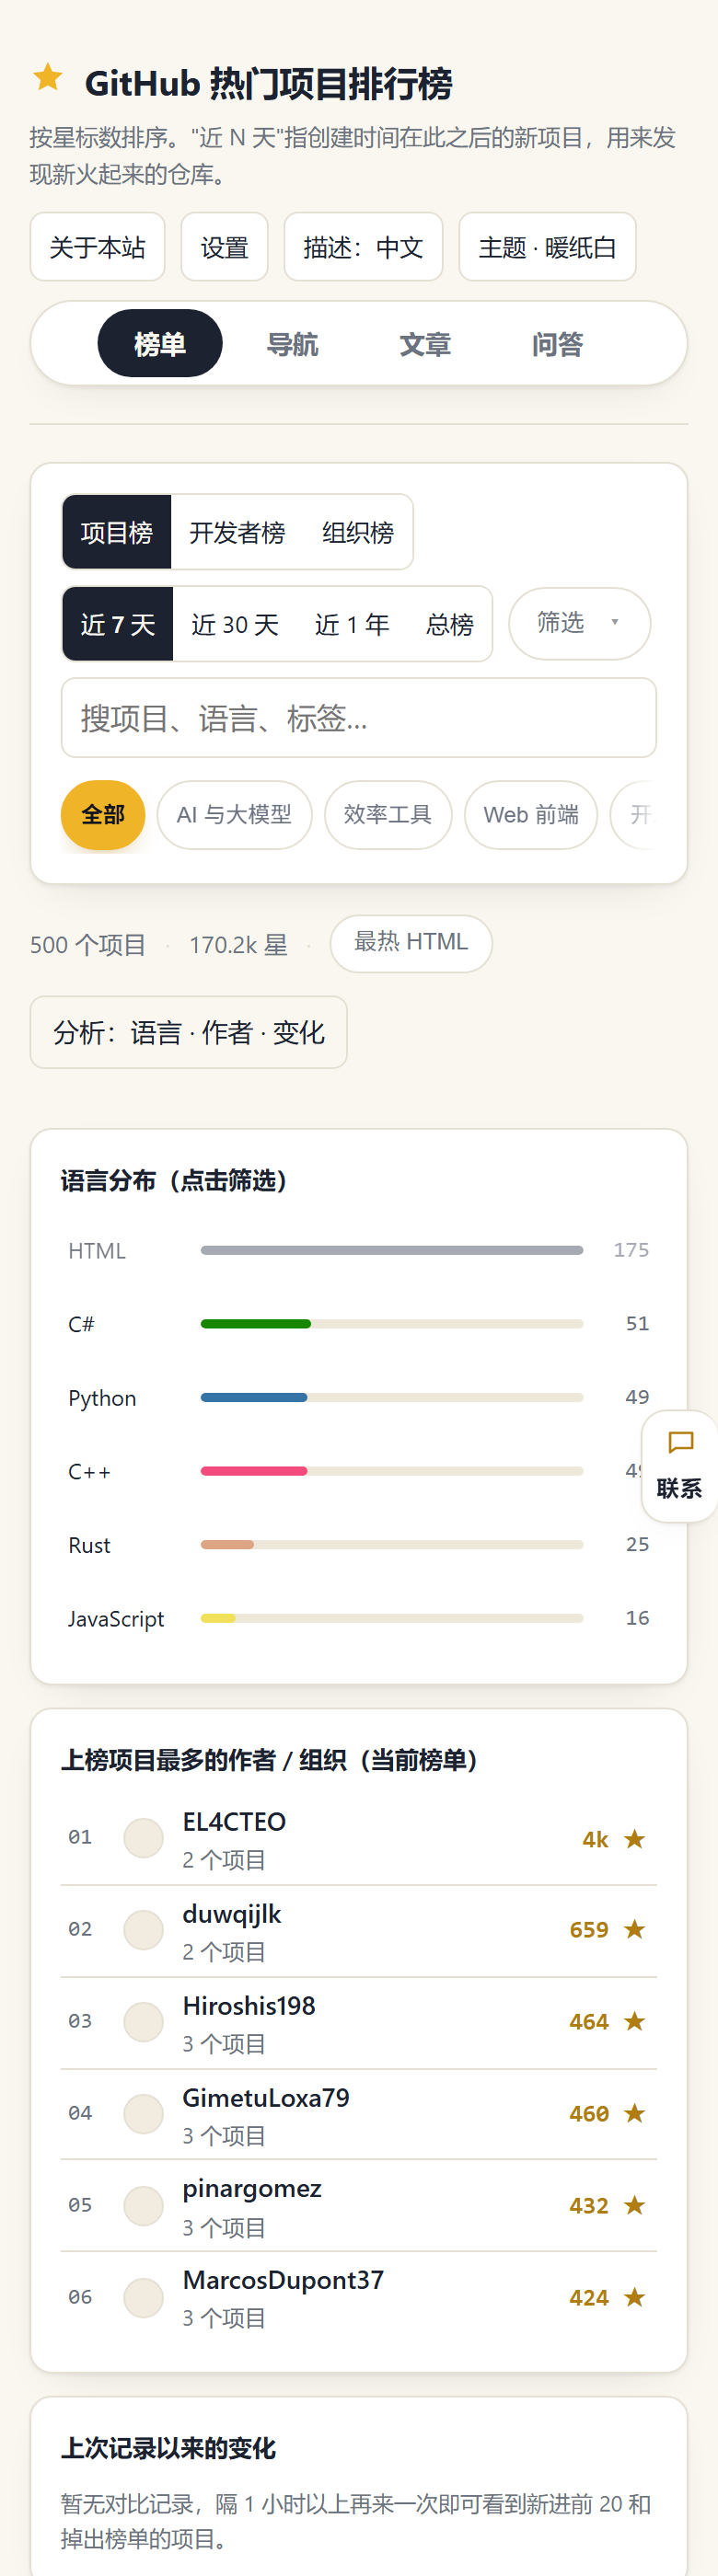 GitHub 热门项目排行榜
按星标数排序。"近 N 天"指创建时间在此之后的新项目，用来发
现新火起来的仓库。
关于本站 设置 描述：中文 主题 · 暖纸白
榜单 导航 文章 问答
项目榜 开发者榜 组织榜
近 7 天 近 30 天 近 1 年 总榜 筛选
搜项目、语言、标签...
全部 AI 与大模型 效率工具 Web 前端 开
500 个项目 · 170.2k 星 · 最热 HTML
分析：语言 · 作者 · 变化
语言分布（点击筛选）
HTML 175
C# 51
Python 49
C++
联系
Rust 25
JavaScript 16
上榜项目最多的作者 / 组织（当前榜单）
01 EL4CTEO 4k ★
2 个项目
02 duwqijlk 659 ★
2 个项目
03 Hiroshis198 464 ★
3 个项目
04 GimetuLoxa79 460 ★
3 个项目
05 pinargomez 432 ★
3 个项目
06 MarcosDupont37 424 ★
3 个项目
上次记录以来的变化
暂无对比记录，隔 1 小时以上再来一次即可看到新进前 20 和
掉出榜单的项目。